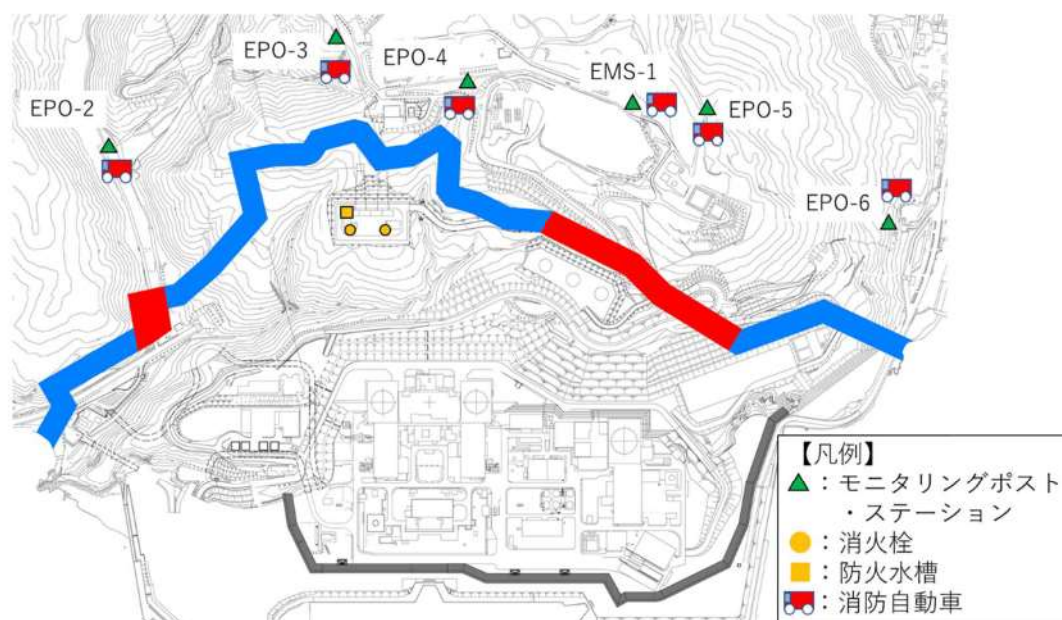 EPO-3
EPO-4
EMS-1
EPO-2
EPO-5
EPO-6
【凡例】
：モニタリングポスト
・ステーション
：消火栓
：防火水槽
：消防自動車